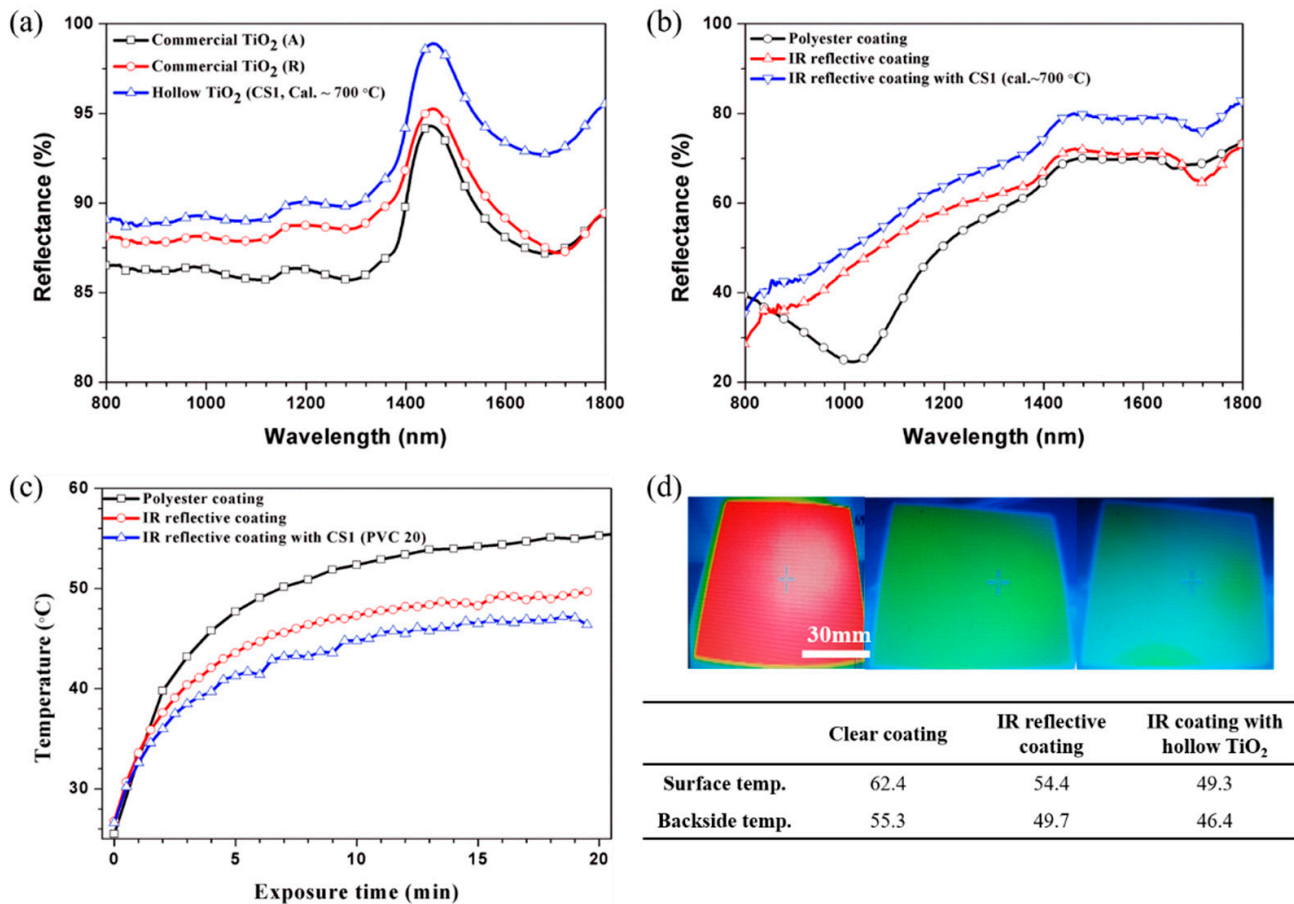 (a)
100
95
90
85
80
Reflectance (%)
Commercial TiO2 (A)
Commercial TiO2 (R)
Hollow TiO2 (CS1, Cal. ~ 700 °C)
800 1000 1200 1400 1600 1800
Wavelength (nm)
(b)
100
80
60
40
20
Reflectance (%)
Polyester coating
IR reflective coating
IR reflective coating with CS1 (cal.~700 °C)
800 1000 1200 1400 1600 1800
Wavelength (nm)
(c)
60
50
40
30
Temperature (°C)
Polyester coating
IR reflective coating
IR reflective coating with CS1 (PVC 20)
0 5 10 15 20
Exposure time (min)
(d)
30mm
Clear coating IR reflective coating IR coating with hollow TiO2
Surface temp. 62.4 54.4 49.3
Backside temp. 55.3 49.7 46.4